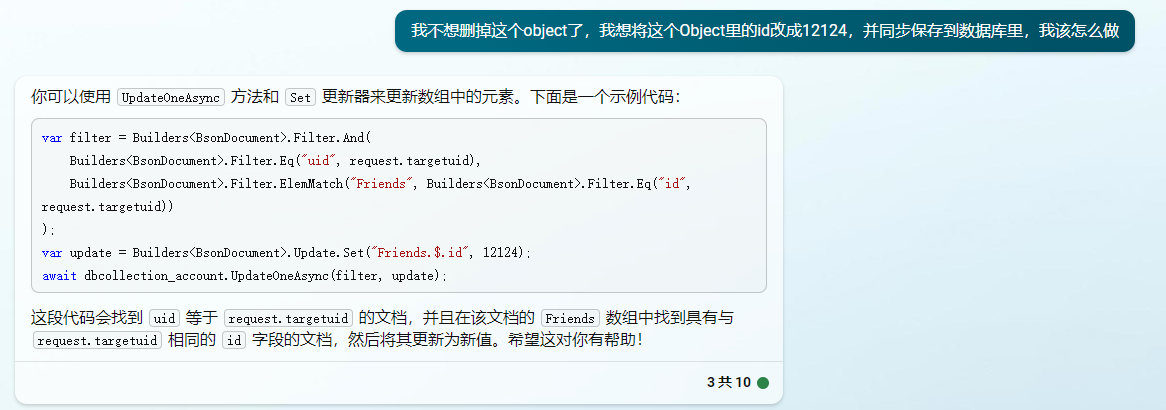 我不想删掉这个object了，我想将这个Object里的id改成12124，并同步保存到数据库里，我该怎么做
你可以使用 UpdateOneAsync 方法和 Set 更新器来更新数组中的元素。下面是一个示例代码：
var filter = Builders<BsonDocument>.Filter.And(
    Builders<BsonDocument>.Filter.Eq("uid", request.targetuid),
    Builders<BsonDocument>.Filter.ElemMatch("Friends", Builders<BsonDocument>.Filter.Eq("id",
request.targetuid))
);
var update = Builders<BsonDocument>.Update.Set("Friends.$.id", 12124);
await dbcollection_account.UpdateOneAsync(filter, update);
这段代码会找到 uid 等于 request.targetuid 的文档，并且在该文档的 Friends 数组中找到具有与
request.targetuid 相同的 id 字段的文档，然后将其更新为新值。希望这对你有帮助！
3 共 10